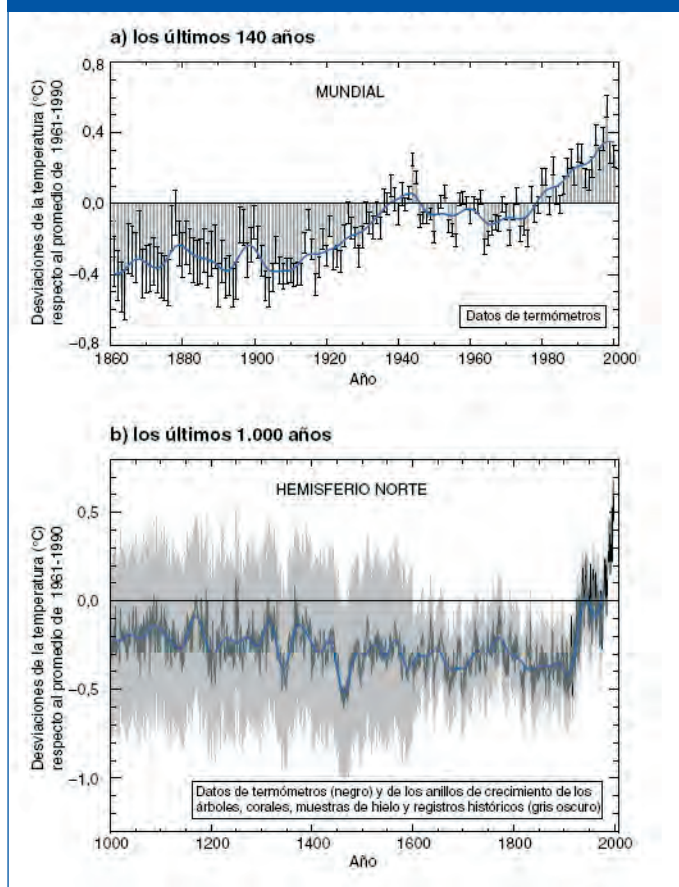 a) los últimos 140 años
Desviaciones de la temperatura (°C)
respecto al promedio de 1961-1990
0,8
0,4
0,0
−0,4
−0,8
MUNDIAL
Datos de termómetros
1860 1880 1900 1920 1940 1960 1980 2000
Año
b) los últimos 1.000 años
Desviaciones de la temperatura (°C)
respecto al promedio de 1961-1990
0,5
0,0
−0,5
−1,0
HEMISFERIO NORTE
Datos de termómetros (negro) y de los anillos de crecimiento de los
árboles, corales, muestras de hielo y registros históricos (gris oscuro)
1000 1200 1400 1600 1800 2000
Año